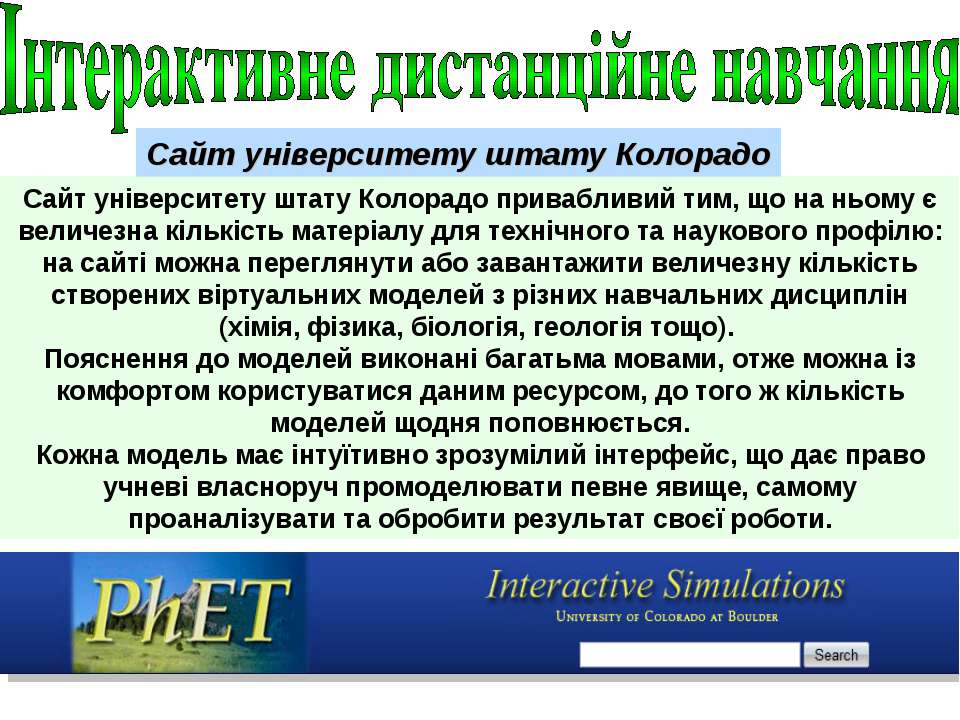 Інтерактивне дистанційне навчання
Сайт університету штату Колорадо
Сайт університету штату Колорадо привабливий тим, що на ньому є
величезна кількість матеріалу для технічного та наукового профілю:
на сайті можна переглянути або завантажити величезну кількість
створених віртуальних моделей з різних навчальних дисциплін
(хімія, фізика, біологія, геологія тощо).
Пояснення до моделей виконані багатьма мовами, отже можна із
комфортом користуватися даним ресурсом, до того ж кількість
моделей щодня поповнюється.
Кожна модель має інтуїтивно зрозумілий інтерфейс, що дає право
учневі власноруч промоделювати певне явище, самому
проаналізувати та обробити результат своєї роботи.
PhET
Interactive Simulations
University of Colorado at Boulder
Search